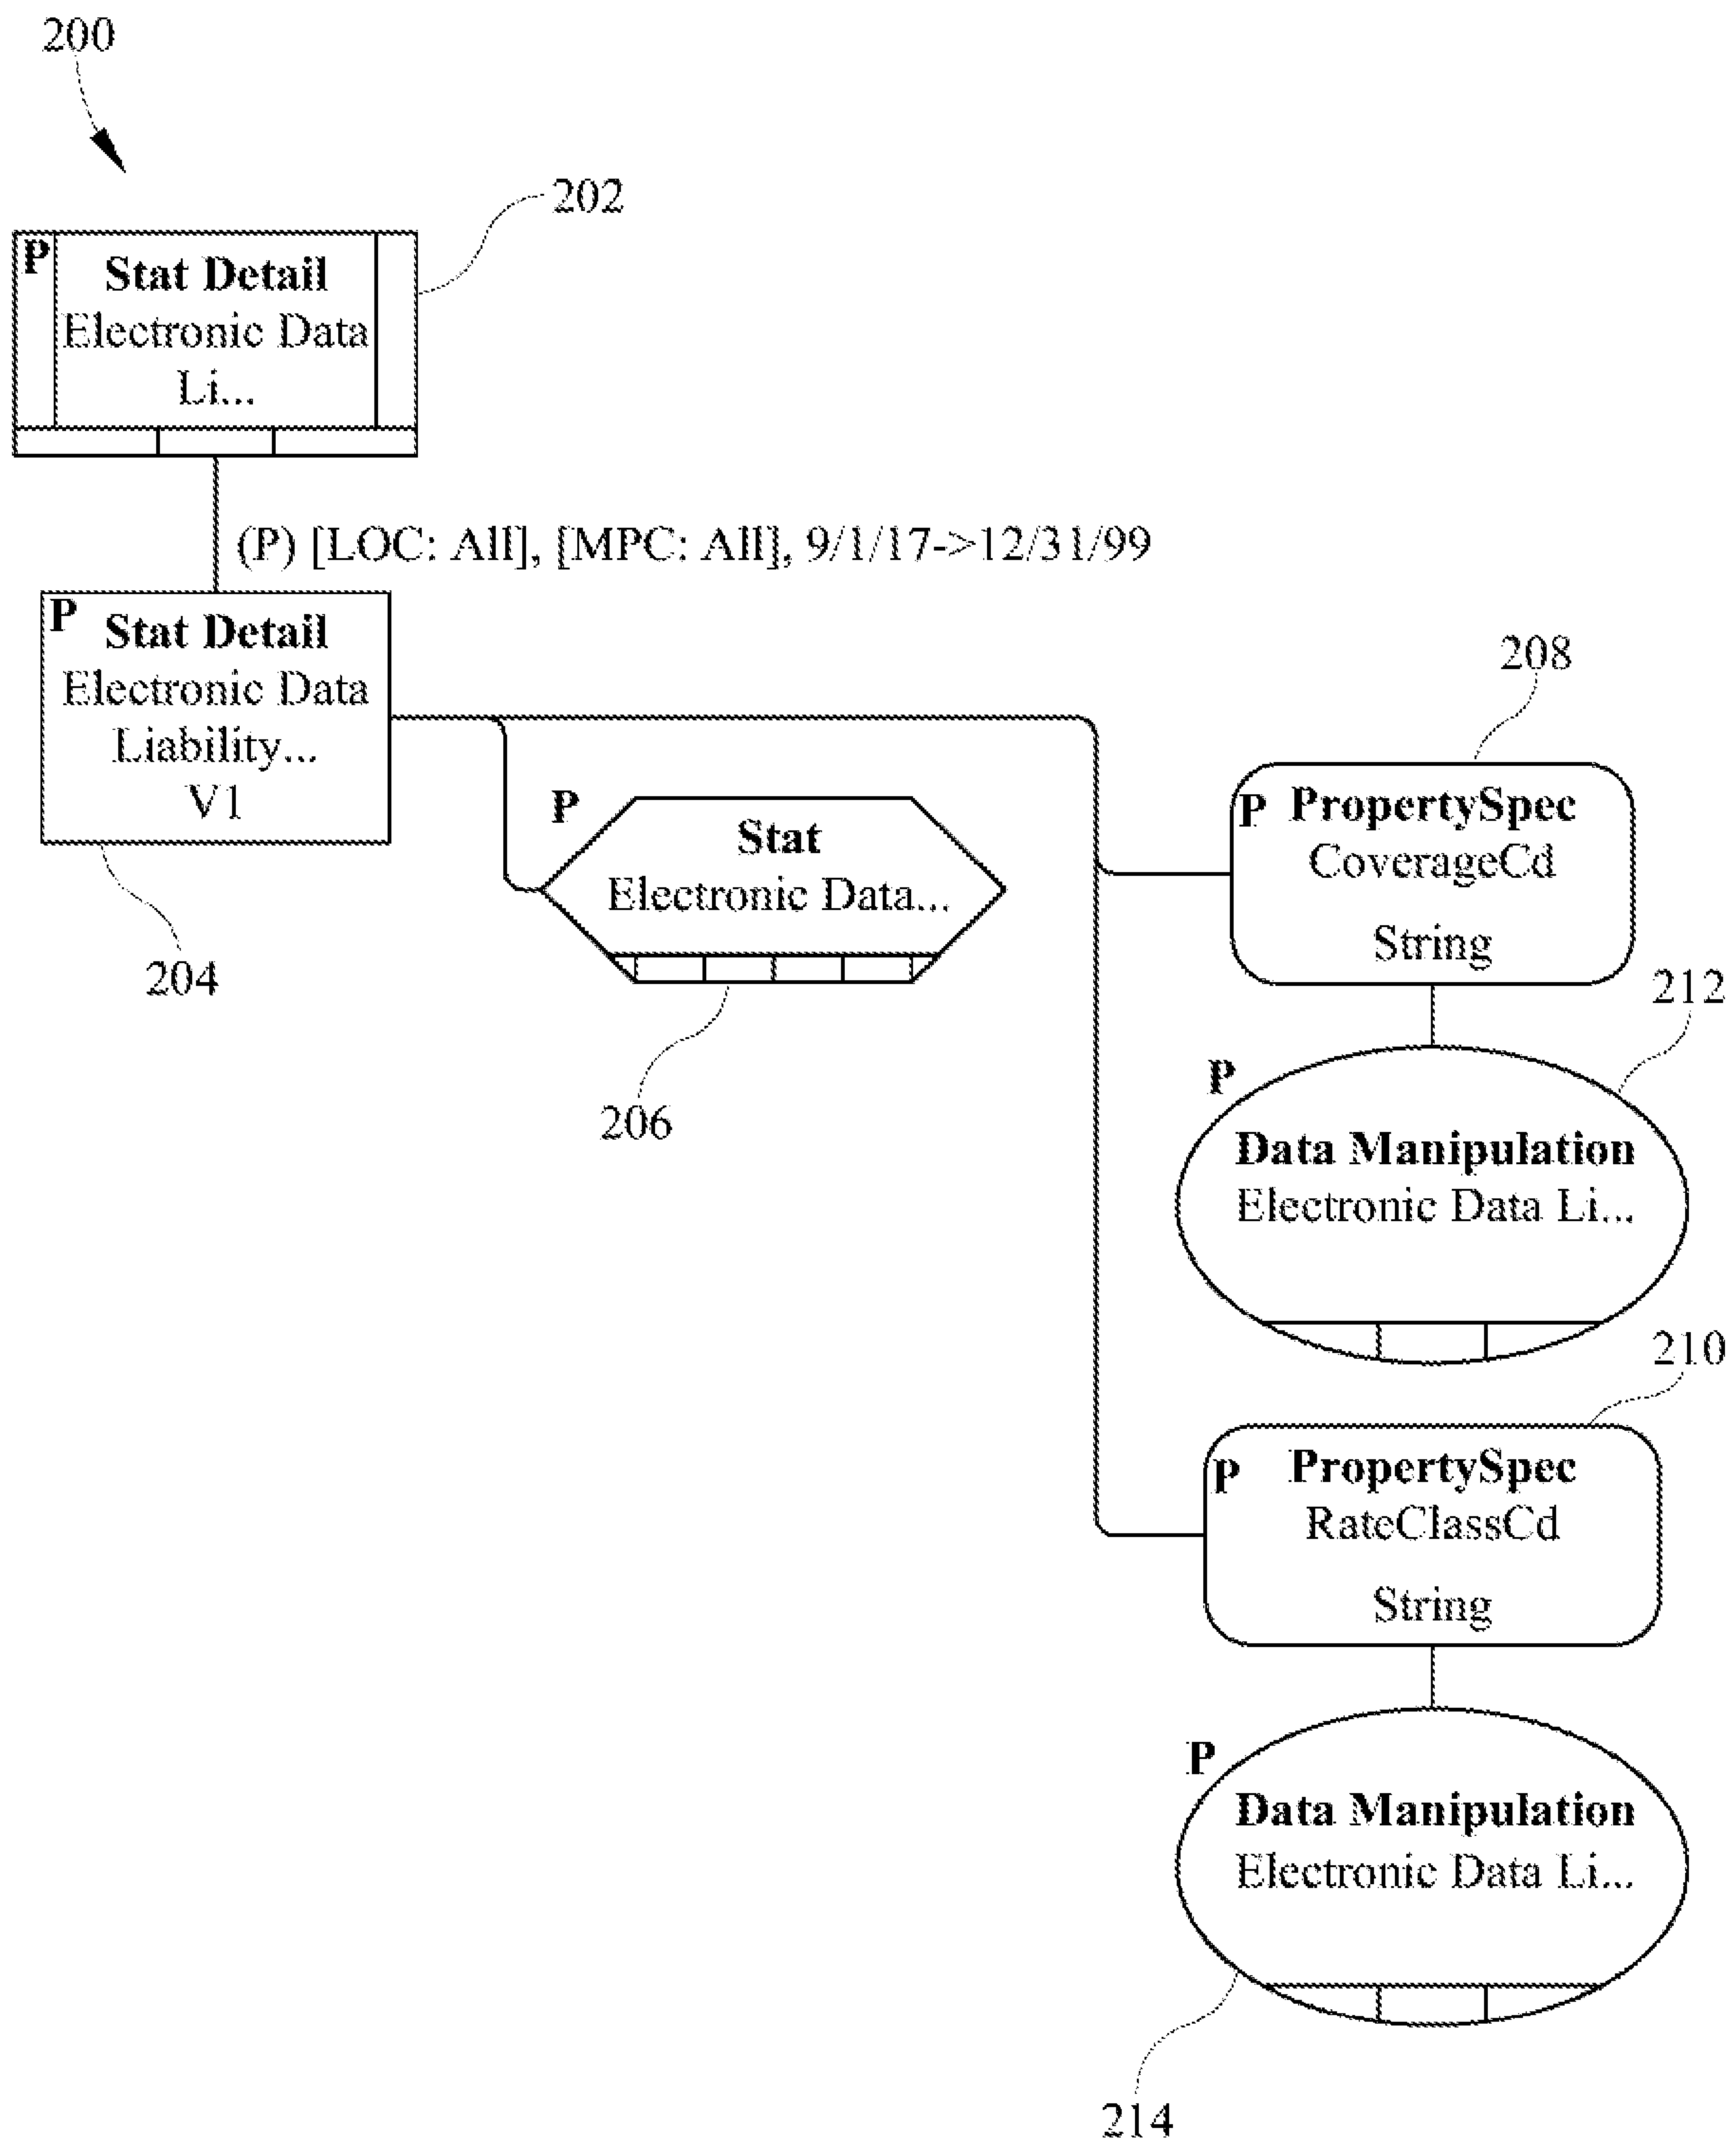 200
202
P
Stat Detail
Electronic Data
Li...
(P) [LOC: All], [MPC: All], 9/1/17->12/31/99
P
Stat Detail
Electronic Data
Liability...
V1
204
P
Stat
Electronic Data...
206
208
P PropertySpec
CoverageCd
String
212
P
Data Manipulation
Electronic Data Li...
210
P PropertySpec
RateClassCd
String
P
Data Manipulation
Electronic Data Li...
214